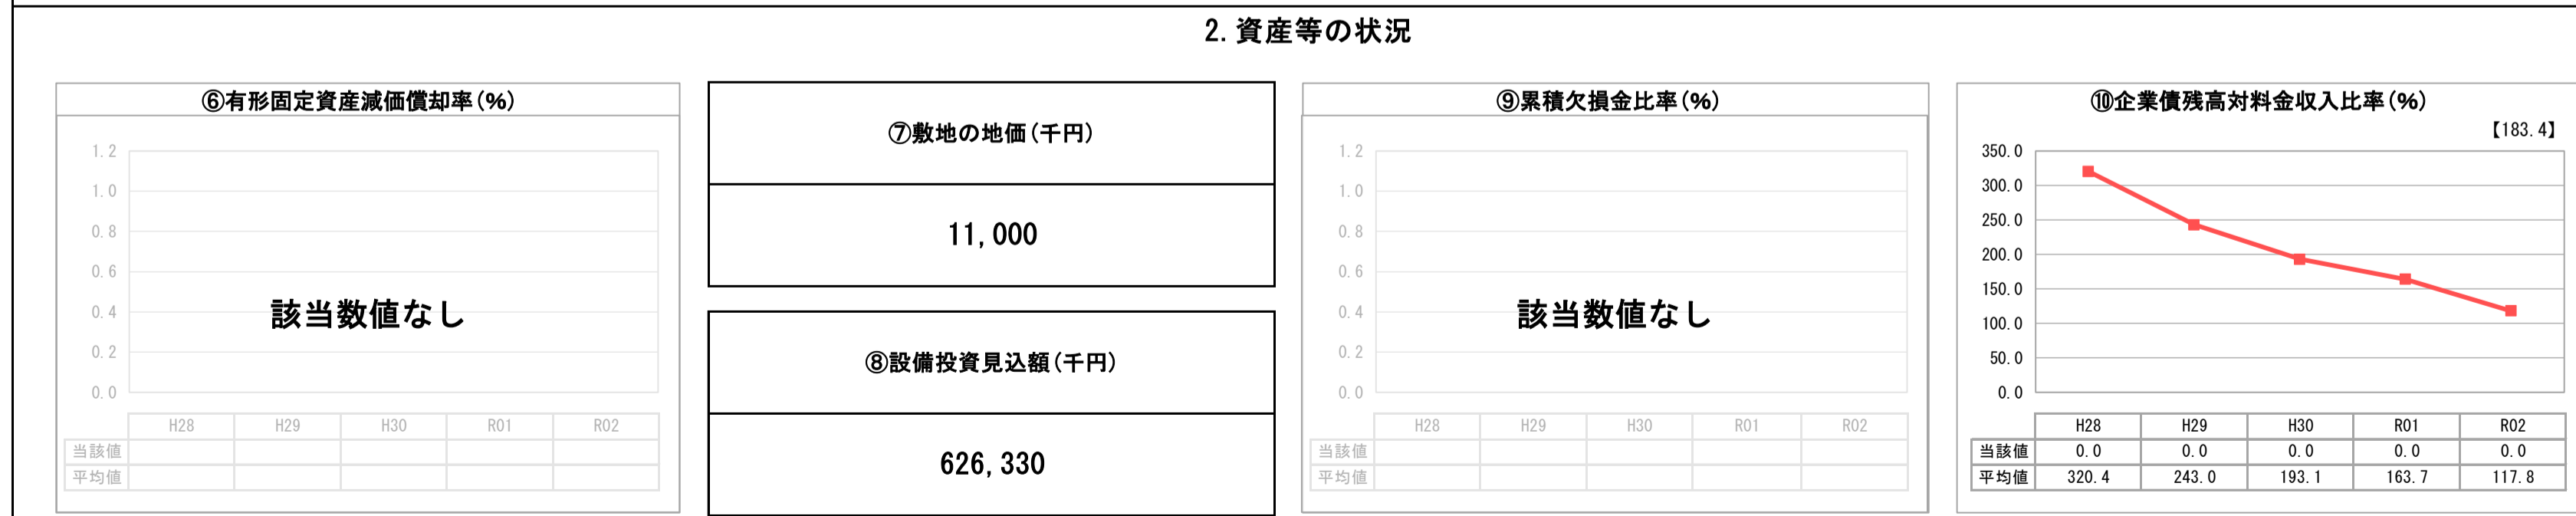 2.資産等の状況
⑥有形固定資産減価償却率(%)
1.2
1.0
0.8
0.6
0.4
0.2
0.0
該当数値なし
H28 H29 H30 R01 R02
当該値
平均値
⑦敷地の地価(千円)
11,000
⑧設備投資見込額(千円)
626,330
⑨累積欠損金比率(%)
1.2
1.0
0.8
0.6
0.4
0.2
0.0
該当数値なし
H28 H29 H30 R01 R02
当該値
平均値
⑩企業債残高対料金収入比率(%)
【183.4】
350.0
300.0
250.0
200.0
150.0
100.0
50.0
0.0
H28 H29 H30 R01 R02
当該値 0.0 0.0 0.0 0.0 0.0
平均値 320.4 243.0 193.1 163.7 117.8